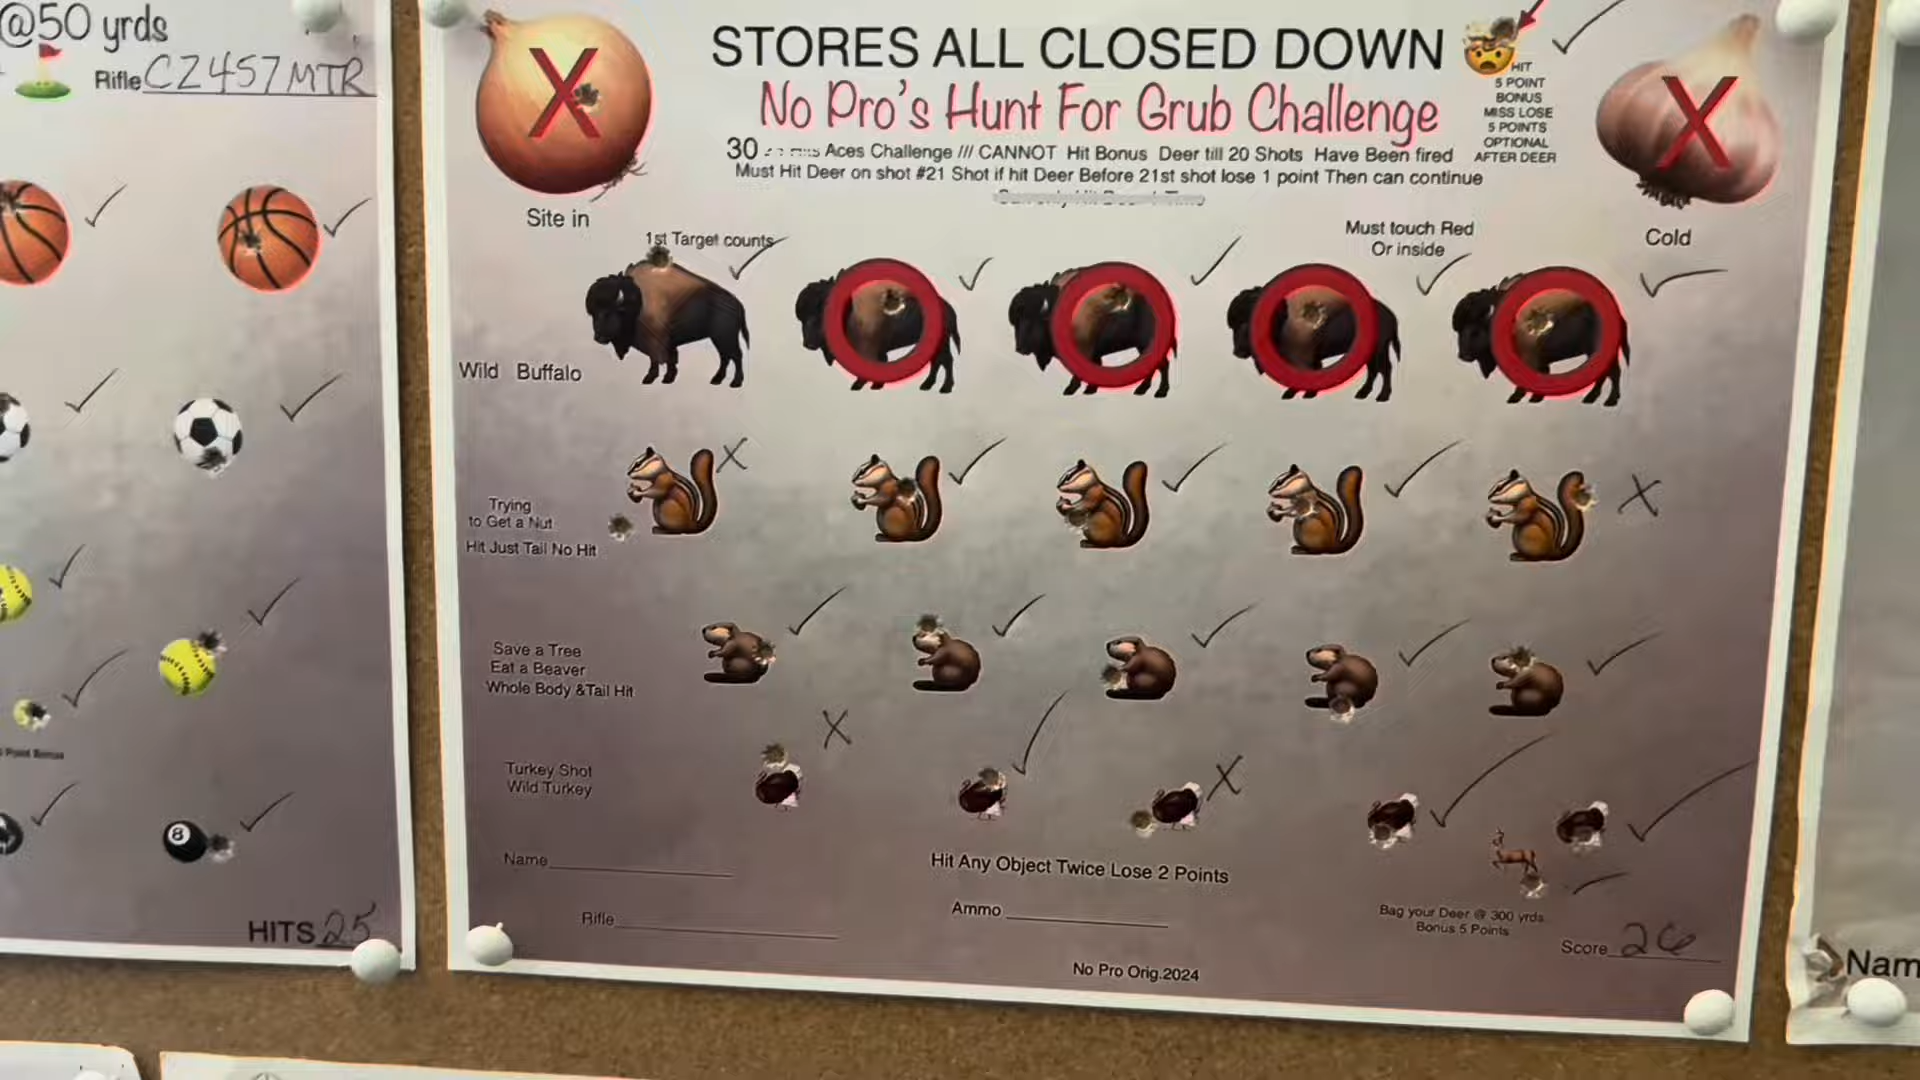 @50 yrds
Rifle CZ457MTR
HITS 25
STORES ALL CLOSED DOWN
No Pro's Hunt For Grub Challenge
30
Aces Challenge /// CANNOT Hit Bonus Deer till 20 Shots Have Been fired
Must Hit Deer on shot #21 Shot if hit Deer Before 21st shot lose 1 point Then can continue
HIT
5 POINT
BONUS
MISS LOSE
5 POINTS
OPTIONAL
AFTER DEER
X
X
Site in
Cold
1st Target counts
Must touch Red
Or inside
Wild Buffalo
Trying
to Get a Nut
Hit Just Tail No Hit
Save a Tree
Eat a Beaver
Whole Body &Tail Hit
Turkey Shot
Wild Turkey
Name
Rifle
Hit Any Object Twice Lose 2 Points
Ammo
Bag your Deer @ 300 yrds
Bonus 5 Points
Score 26
No Pro Orig.2024
Point Bonus
8
Nam